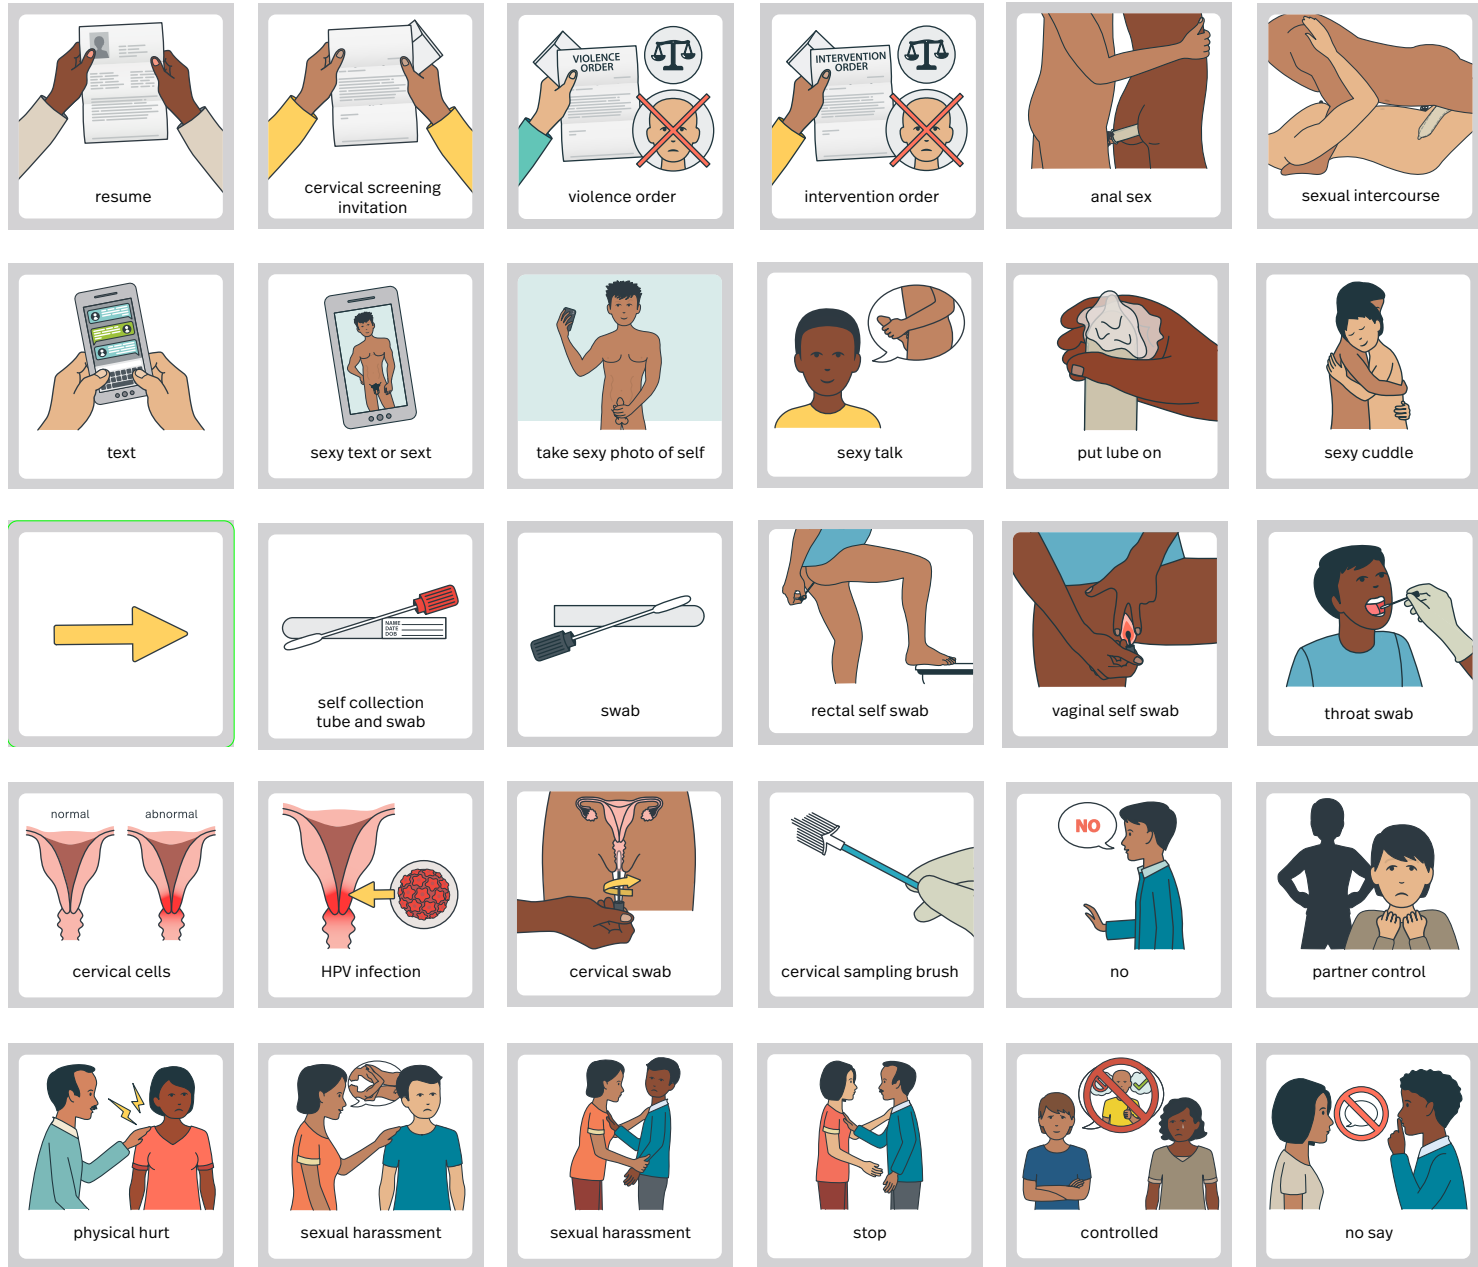 VIOLENCE
ORDER
INTERVENTION
ORDER
resume
cervical screening
invitation
violence order
intervention order
anal sex
sexual intercourse
text
sexy text or sext
take sexy photo of self
sexy talk
put lube on
sexy cuddle
NAME
DATE
DOB
self collection
tube and swab
swab
rectal self swab
vaginal self swab
throat swab
normal
abnormal
NO
cervical cells
HPV infection
cervical swab
cervical sampling brush
no
partner control
physical hurt
sexual harassment
sexual harassment
stop
controlled
no say